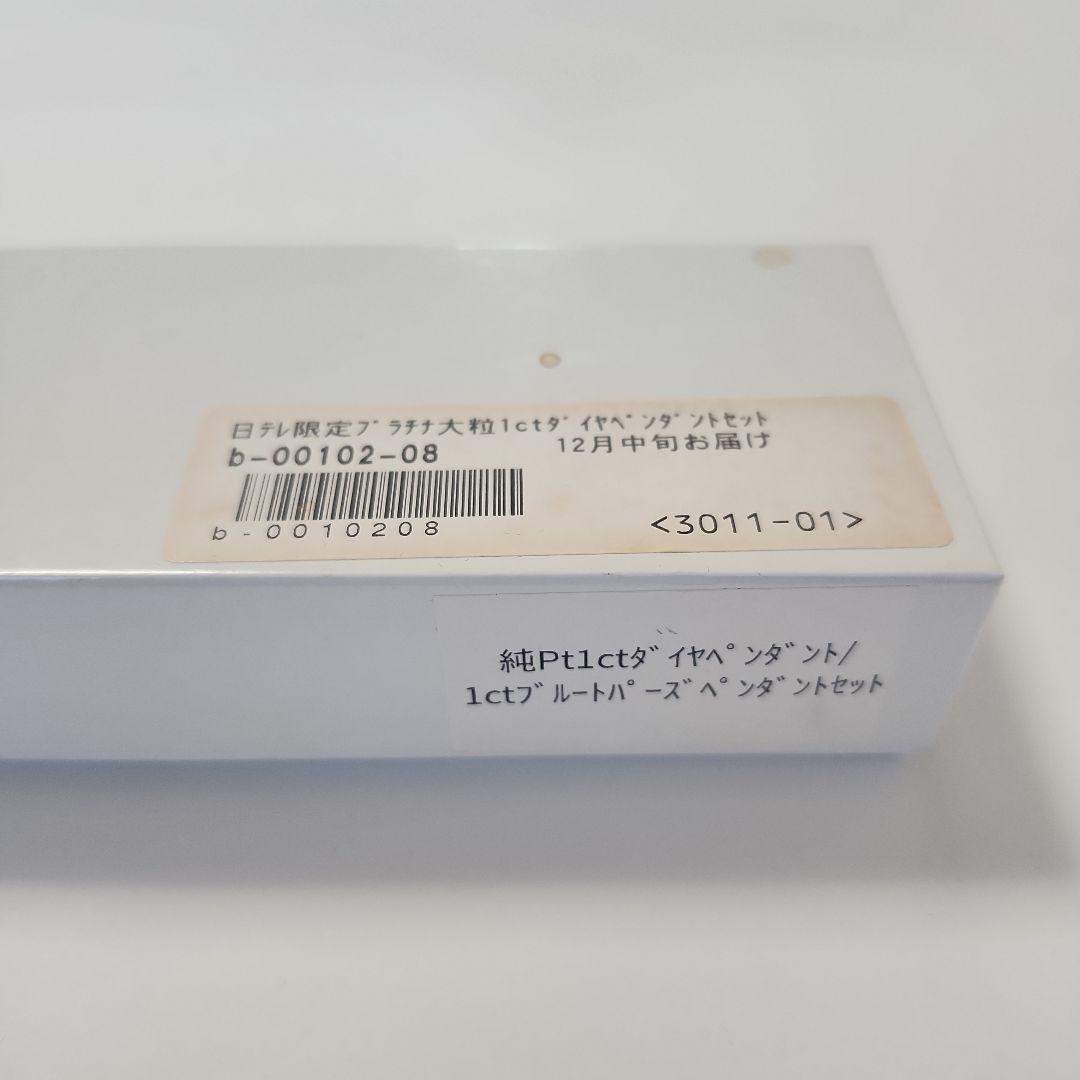 日ﾃﾚ限定ﾌﾟﾗﾁﾅ大粒1ctﾀﾞｲﾔﾍﾟﾝﾀﾞﾝﾄｾｯﾄ
b-00102-08 12月中旬お届け
b-0010208 <3011-01>
純Pt1ctﾀﾞｲﾔﾍﾟﾝﾀﾞﾝﾄ/
1ctﾌﾞﾙｰﾄﾊﾟｰｽﾞﾍﾟﾝﾀﾞﾝﾄｾｯﾄ